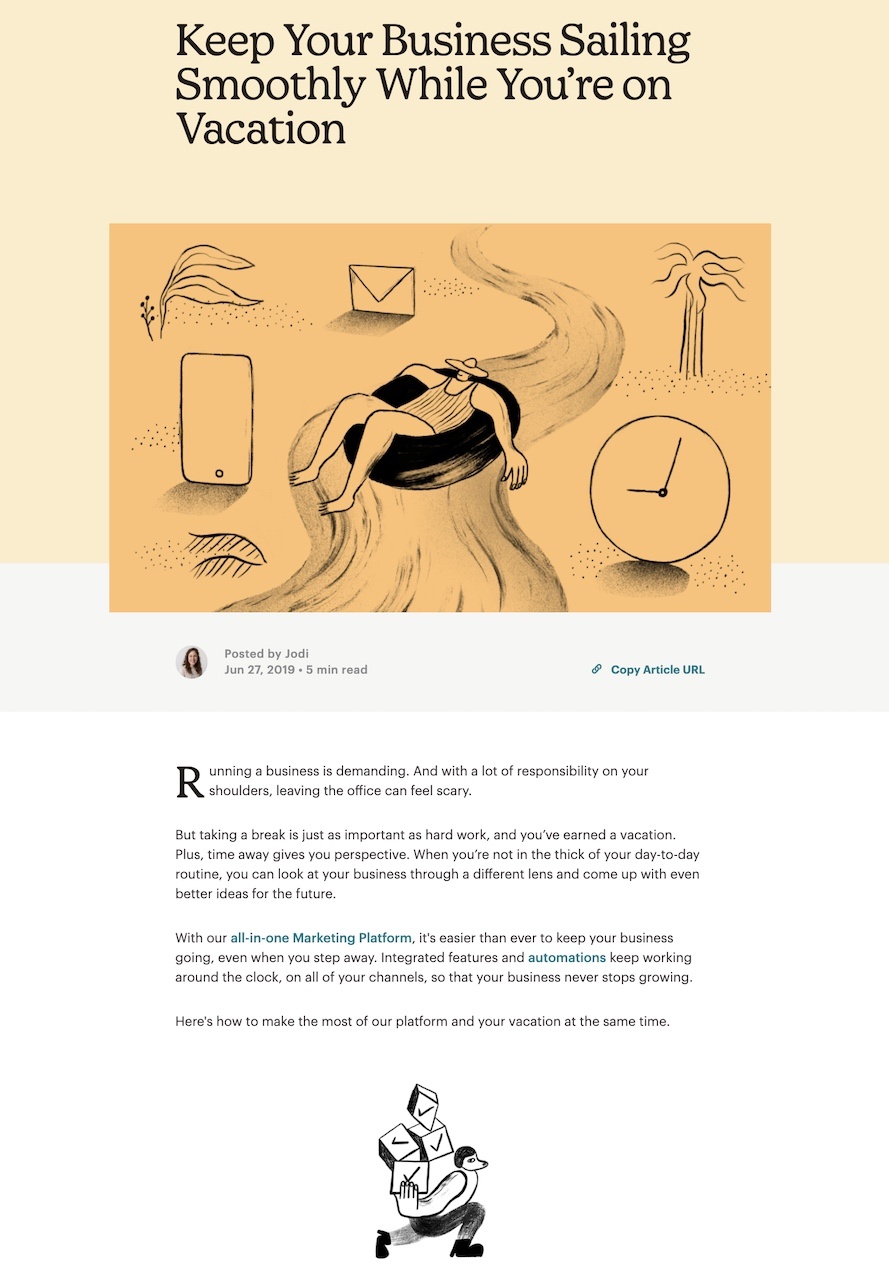 Keep Your Business Sailing
Smoothly While You’re on
Vacation
Posted by Jodi
Jun 27, 2019 • 5 min read
Copy Article URL
Running a business is demanding. And with a lot of responsibility on your
shoulders, leaving the office can feel scary.
But taking a break is just as important as hard work, and you’ve earned a vacation.
Plus, time away gives you perspective. When you’re not in the thick of your day-to-day
routine, you can look at your business through a different lens and come up with even
better ideas for the future.
With our all-in-one Marketing Platform, it's easier than ever to keep your business
going, even when you step away. Integrated features and automations keep working
around the clock, on all of your channels, so that your business never stops growing.
Here's how to make the most of our platform and your vacation at the same time.